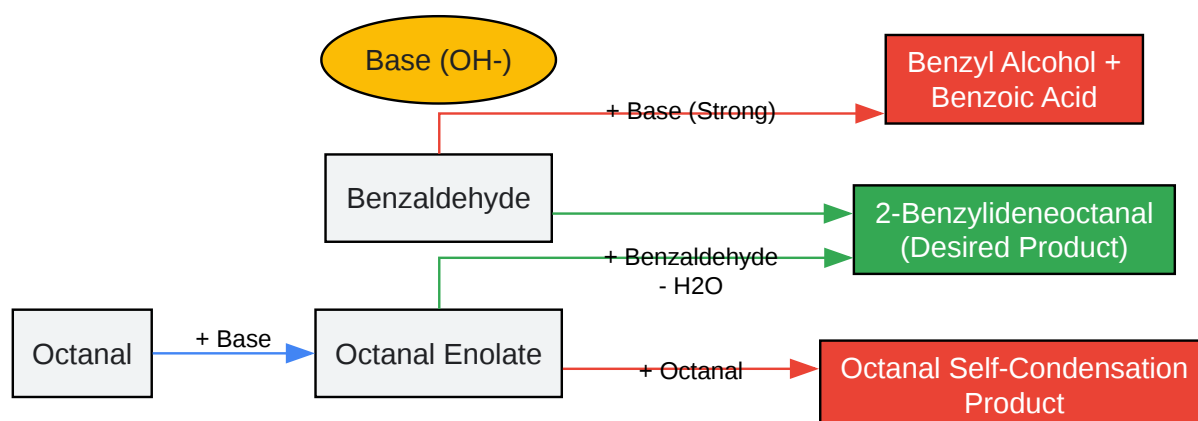 Base (OH-)
Benzyl Alcohol +
Benzoic Acid
+ Base (Strong)
Benzaldehyde
2-Benzylideneoctanal
(Desired Product)
+ Benzaldehyde
- H2O
Octanal
+ Base
Octanal Enolate
+ Octanal
Octanal Self-Condensation
Product